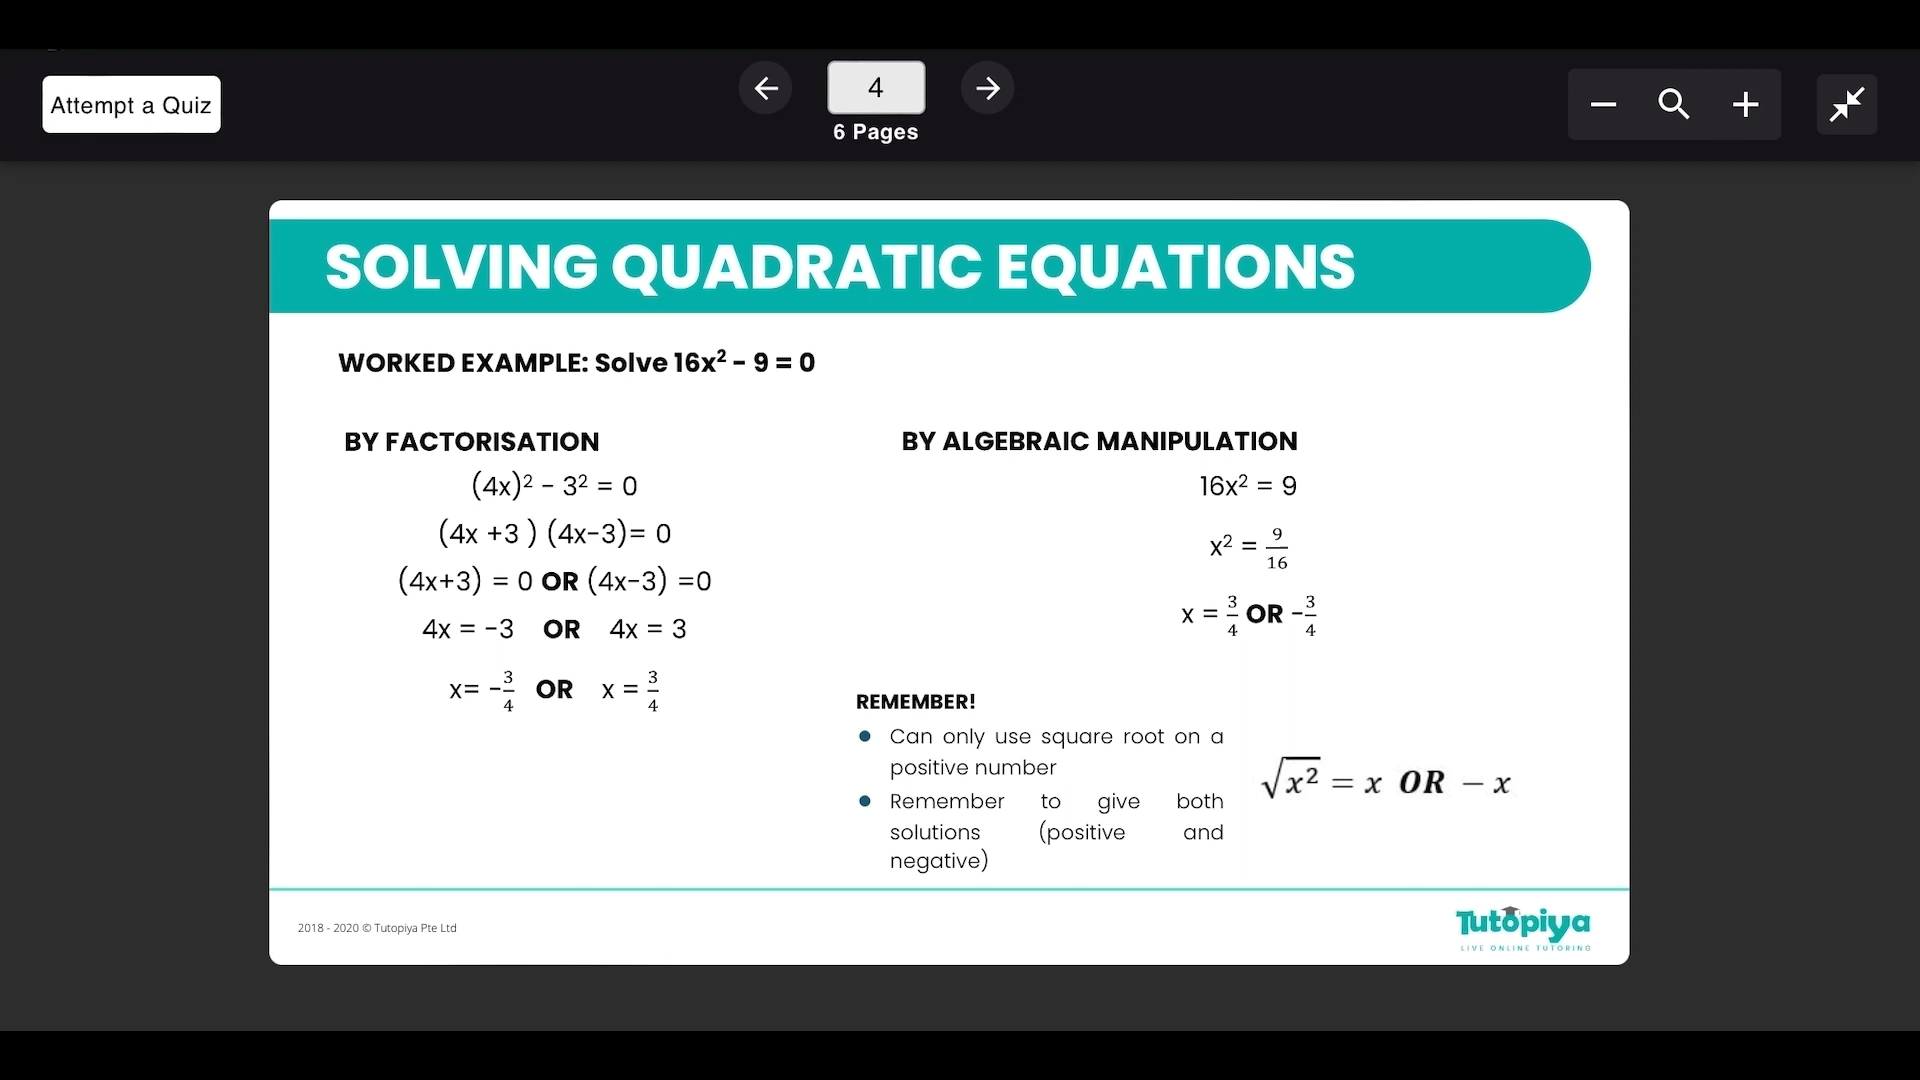 Attempt a Quiz
4
6 Pages
SOLVING QUADRATIC EQUATIONS
WORKED EXAMPLE: Solve 16x² - 9 = 0
BY FACTORISATION
(4x)² - 3² = 0
(4x +3 ) (4x-3)= 0
(4x+3) = 0 OR (4x-3) =0
4x = -3 OR 4x = 3
x= -3/4 OR x = 3/4
BY ALGEBRAIC MANIPULATION
16x² = 9
x² = 9/16
x = 3/4 OR -3/4
REMEMBER!
● Can only use square root on a
positive number
● Remember to give both
solutions (positive and
negative)
√x² = x OR - x
2018 - 2020 © Tutopiya Pte Ltd
Tutopiya
LIVE ONLINE TUTORING